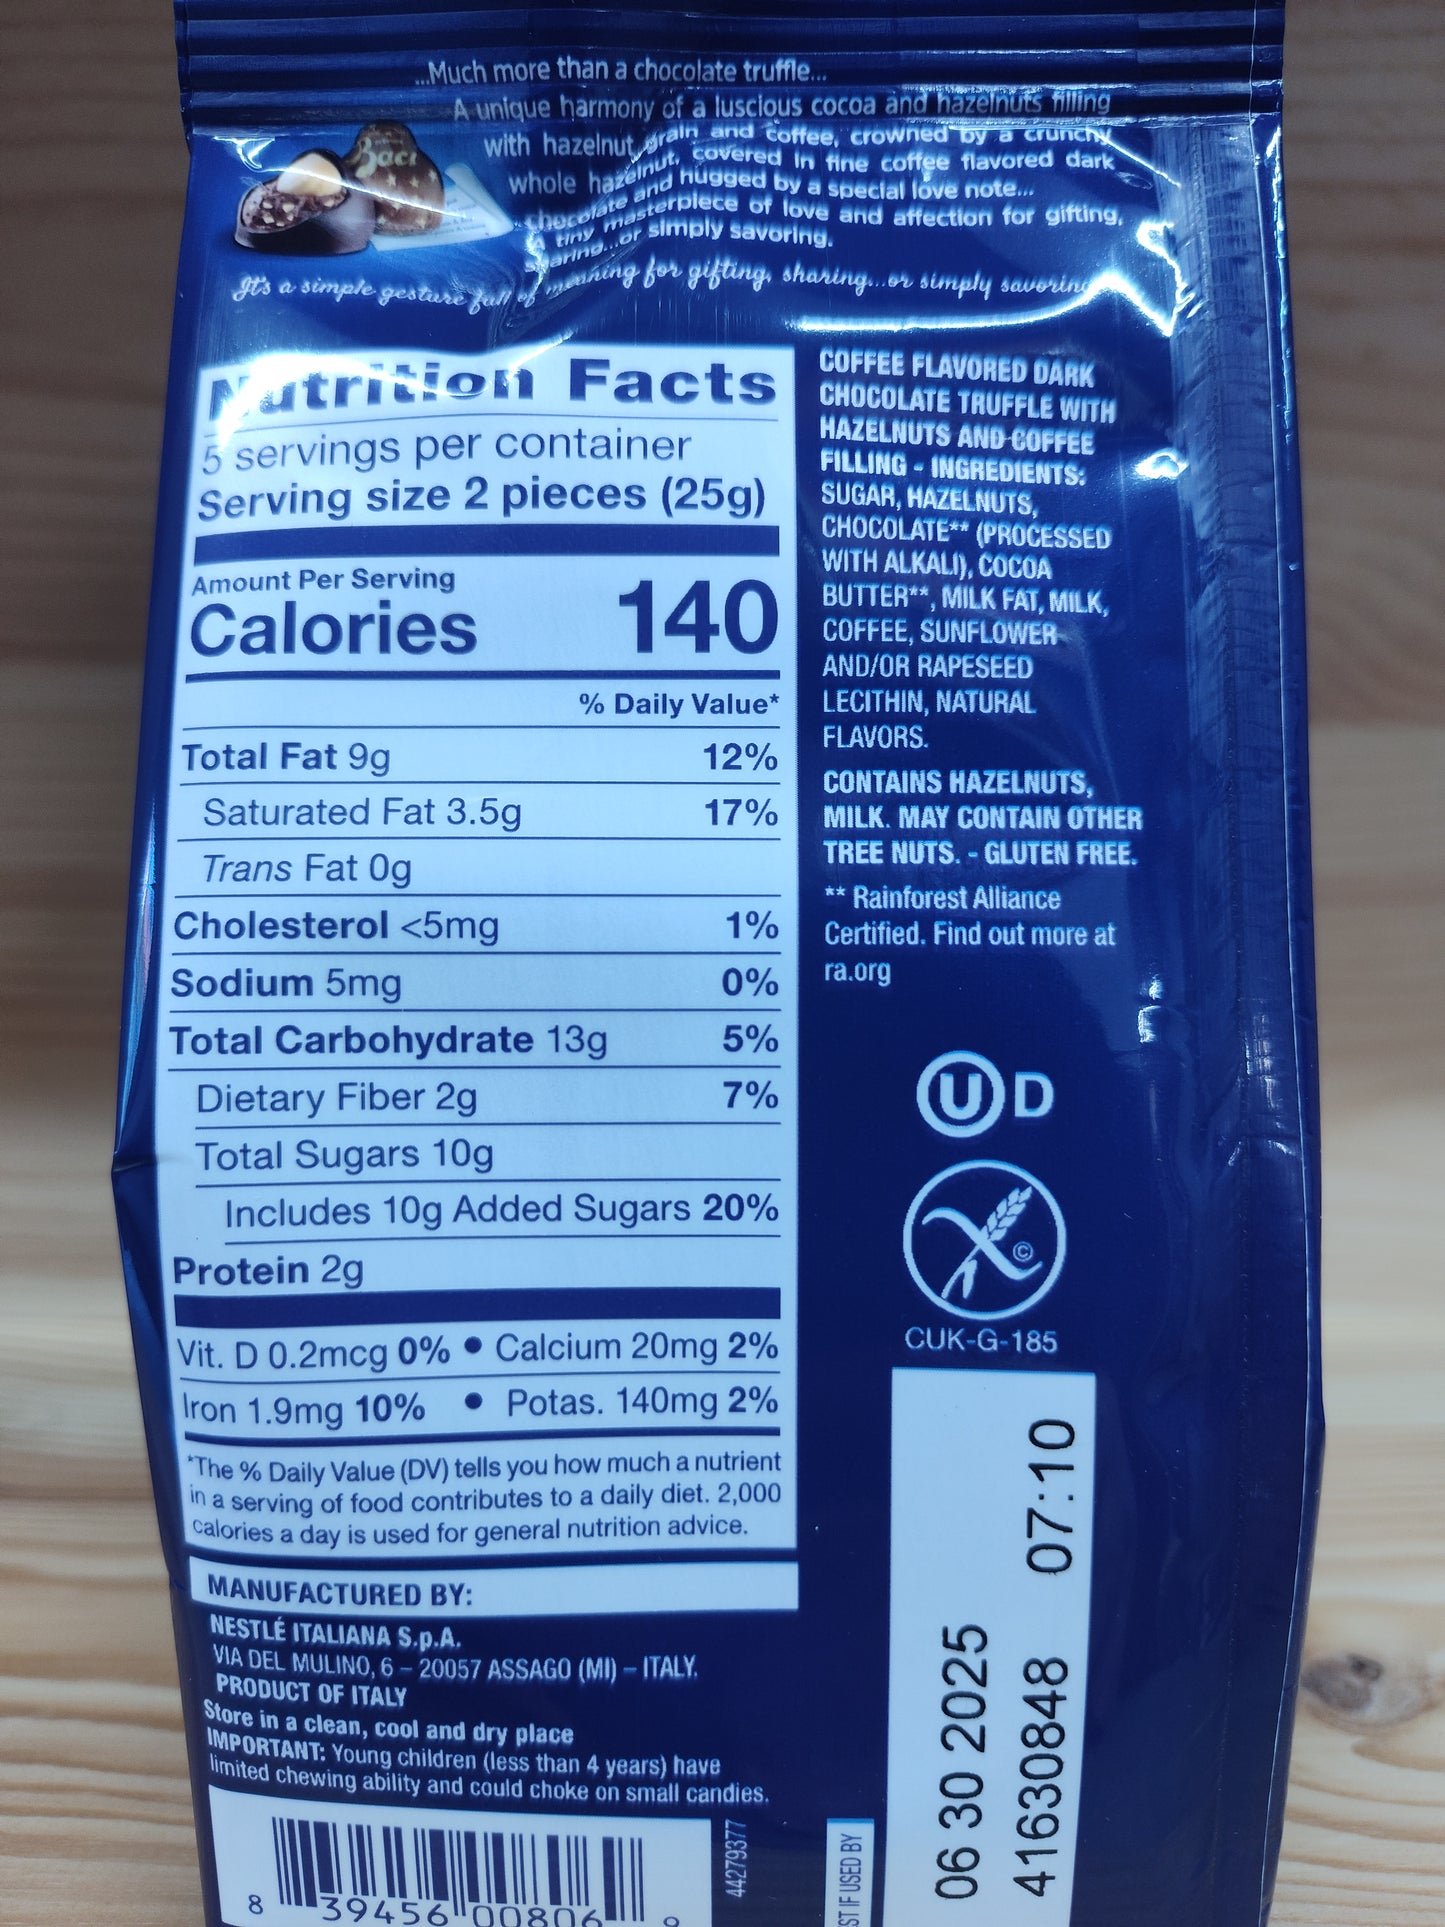 ...Much more than a chocolate truffle...
A unique harmony of a luscious cocoa and hazelnuts filling
with hazelnut grain and coffee, crowned by a crunchy
whole hazelnut, covered in fine coffee flavored dark
chocolate and hugged by a special love note...
A tiny masterpiece of love and affection for gifting,
sharing...or simply savoring.
Baci
It's a simple gesture full of meaning for gifting, sharing...or simply savoring
Nutrition Facts
5 servings per container
Serving size 2 pieces (25g)
Amount Per Serving
Calories 140
% Daily Value*
Total Fat 9g 12%
Saturated Fat 3.5g 17%
Trans Fat 0g
Cholesterol <5mg 1%
Sodium 5mg 0%
Total Carbohydrate 13g 5%
Dietary Fiber 2g 7%
Total Sugars 10g
Includes 10g Added Sugars 20%
Protein 2g
Vit. D 0.2mcg 0% • Calcium 20mg 2%
Iron 1.9mg 10% • Potas. 140mg 2%
*The % Daily Value (DV) tells you how much a nutrient
in a serving of food contributes to a daily diet. 2,000
calories a day is used for general nutrition advice.
MANUFACTURED BY:
NESTLÉ ITALIANA S.p.A.
VIA DEL MULINO, 6 – 20057 ASSAGO (MI) – ITALY.
PRODUCT OF ITALY
Store in a clean, cool and dry place
IMPORTANT: Young children (less than 4 years) have
limited chewing ability and could choke on small candies.
8 39456 00806
44279377
COFFEE FLAVORED DARK
CHOCOLATE TRUFFLE WITH
HAZELNUTS AND COFFEE
FILLING - INGREDIENTS:
SUGAR, HAZELNUTS,
CHOCOLATE** (PROCESSED
WITH ALKALI), COCOA
BUTTER**, MILK FAT, MILK,
COFFEE, SUNFLOWER
AND/OR RAPESEED
LECITHIN, NATURAL
FLAVORS.
CONTAINS HAZELNUTS,
MILK. MAY CONTAIN OTHER
TREE NUTS. - GLUTEN FREE.
** Rainforest Alliance
Certified. Find out more at
ra.org
U D
©
CUK-G-185
ST IF USED BY
06 30 2025
41630848 07:10